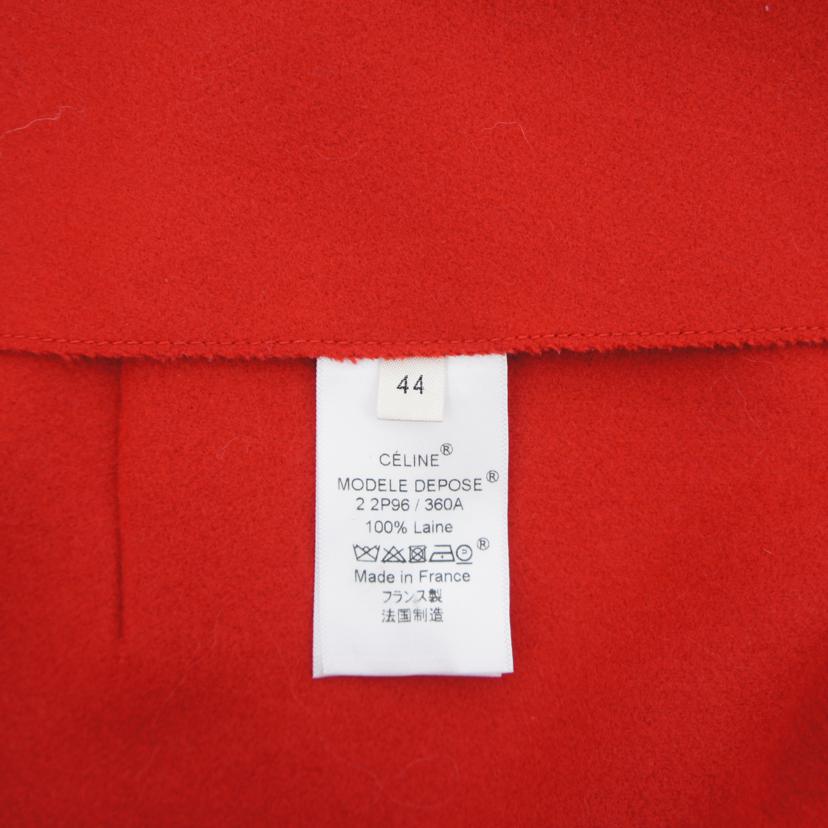 44
CÉLINE®
MODELE DEPOSE®
2 2P96 / 360A
100% Laine
P ®
Made in France
フランス製
法国制造